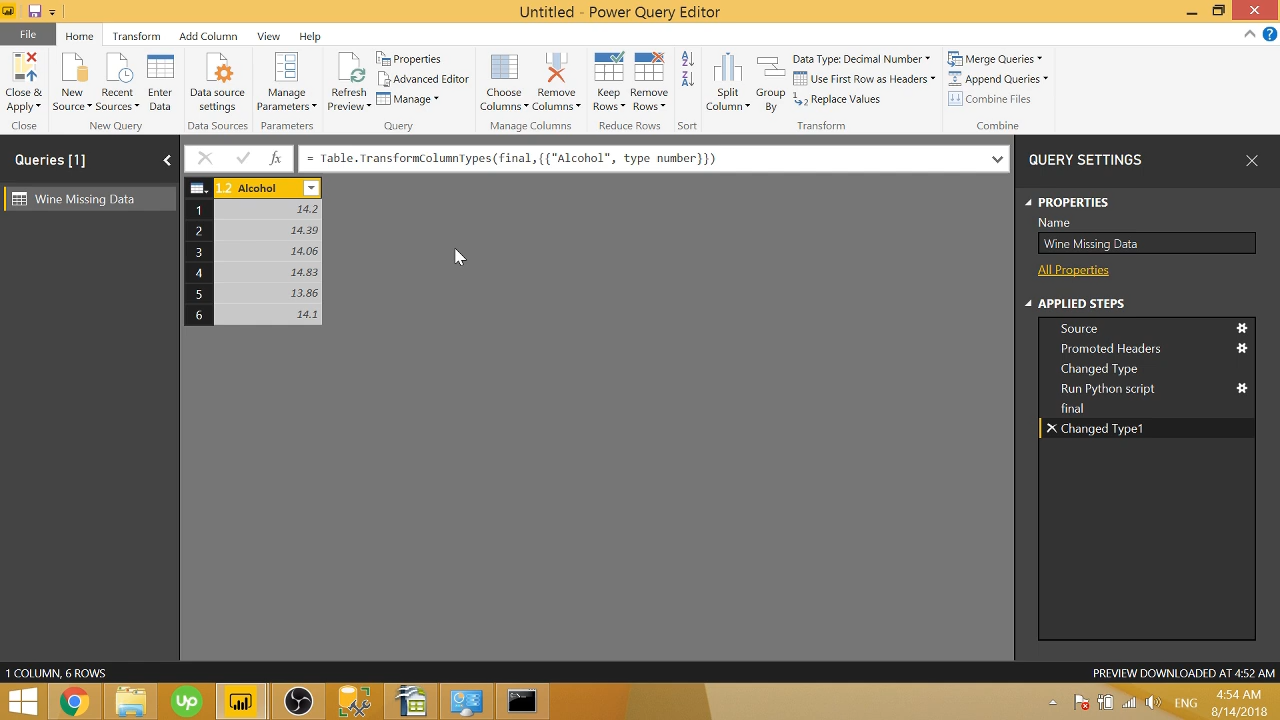 Untitled - Power Query Editor
File Home Transform Add Column View Help
Close & Apply
Close
New Source
Recent Sources
Enter Data
New Query
Data source settings
Data Sources
Manage Parameters
Parameters
Refresh Preview
Properties
Advanced Editor
Manage
Query
Choose Columns
Remove Columns
Manage Columns
Keep Rows
Remove Rows
Reduce Rows
Sort
Split Column
Group By
Data Type: Decimal Number
Use First Row as Headers
1 2 Replace Values
Transform
Merge Queries
Append Queries
Combine Files
Combine
Queries [1]
Wine Missing Data
fx = Table.TransformColumnTypes(final,{{"Alcohol", type number}})
1.2 Alcohol
1 14.2
2 14.39
3 14.06
4 14.83
5 13.86
6 14.1
QUERY SETTINGS
PROPERTIES
Name
Wine Missing Data
All Properties
APPLIED STEPS
Source
Promoted Headers
Changed Type
Run Python script
final
Changed Type1
1 COLUMN, 6 ROWS
PREVIEW DOWNLOADED AT 4:52 AM
Up
ENG
4:54 AM
8/14/2018